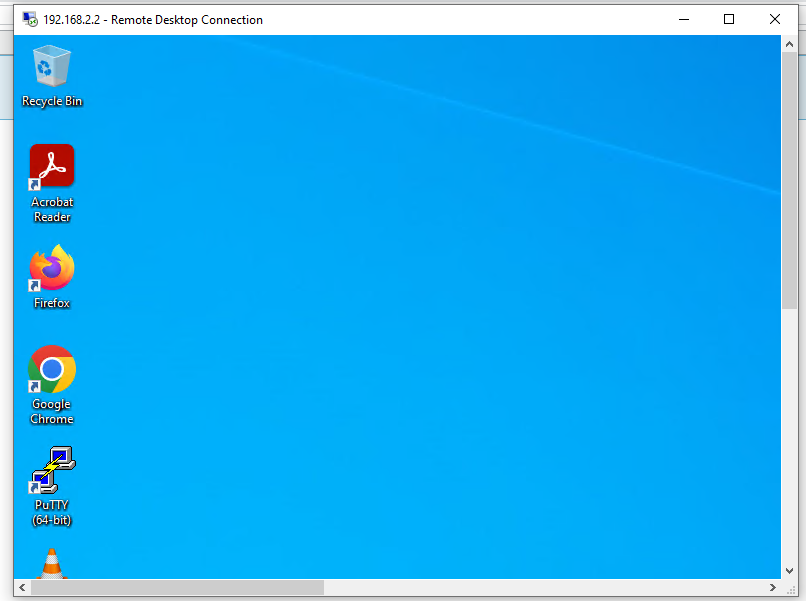 192.168.2.2 - Remote Desktop Connection
Recycle Bin
Acrobat
Reader
Firefox
Google
Chrome
PuTTY
(64-bit)